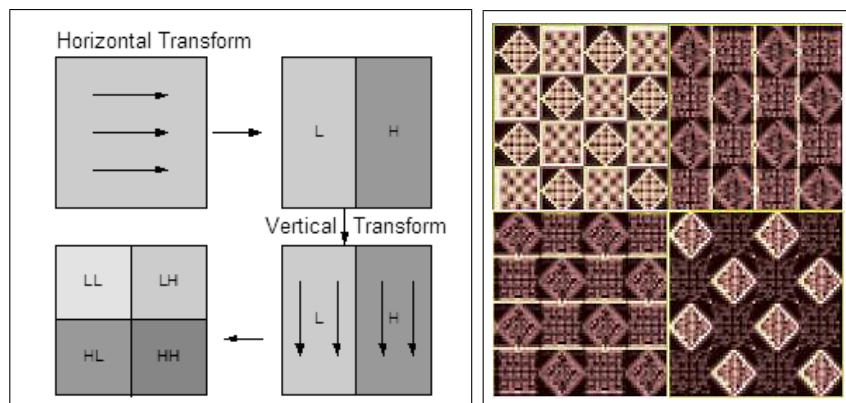 Horizontal Transform
L H
Vertical Transform
LL LH
L H
HL HH